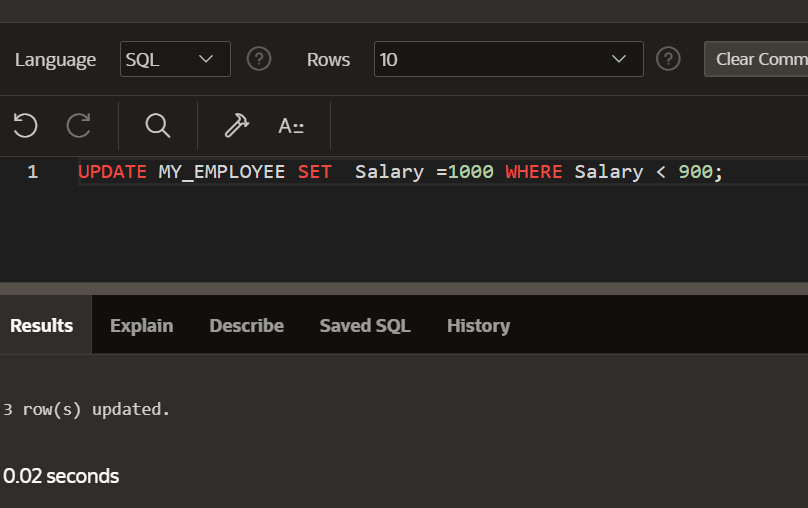 Language SQL Rows 10 Clear Comm
A
1 UPDATE MY_EMPLOYEE SET  Salary =1000 WHERE Salary < 900;
Results Explain Describe Saved SQL History
3 row(s) updated.
0.02 seconds